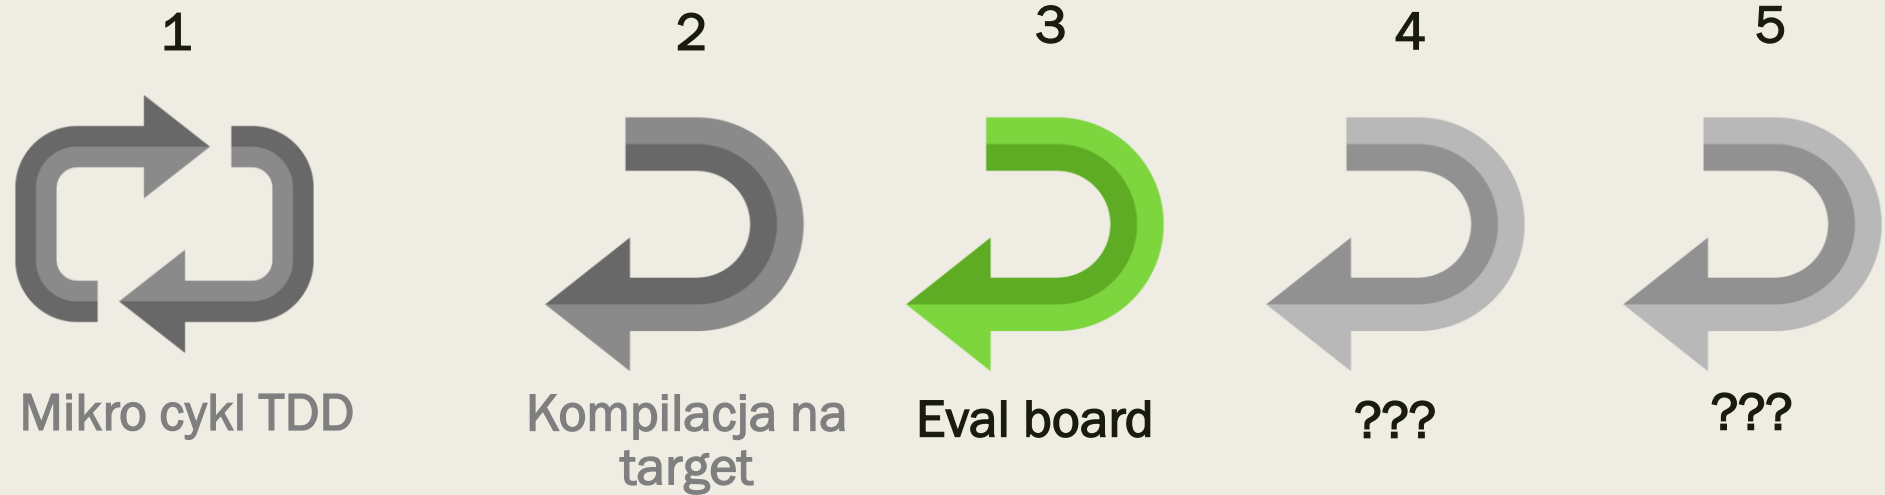 1
2
3
4
5
Mikro cykl TDD
Kompilacja na
target
Eval board
???
???